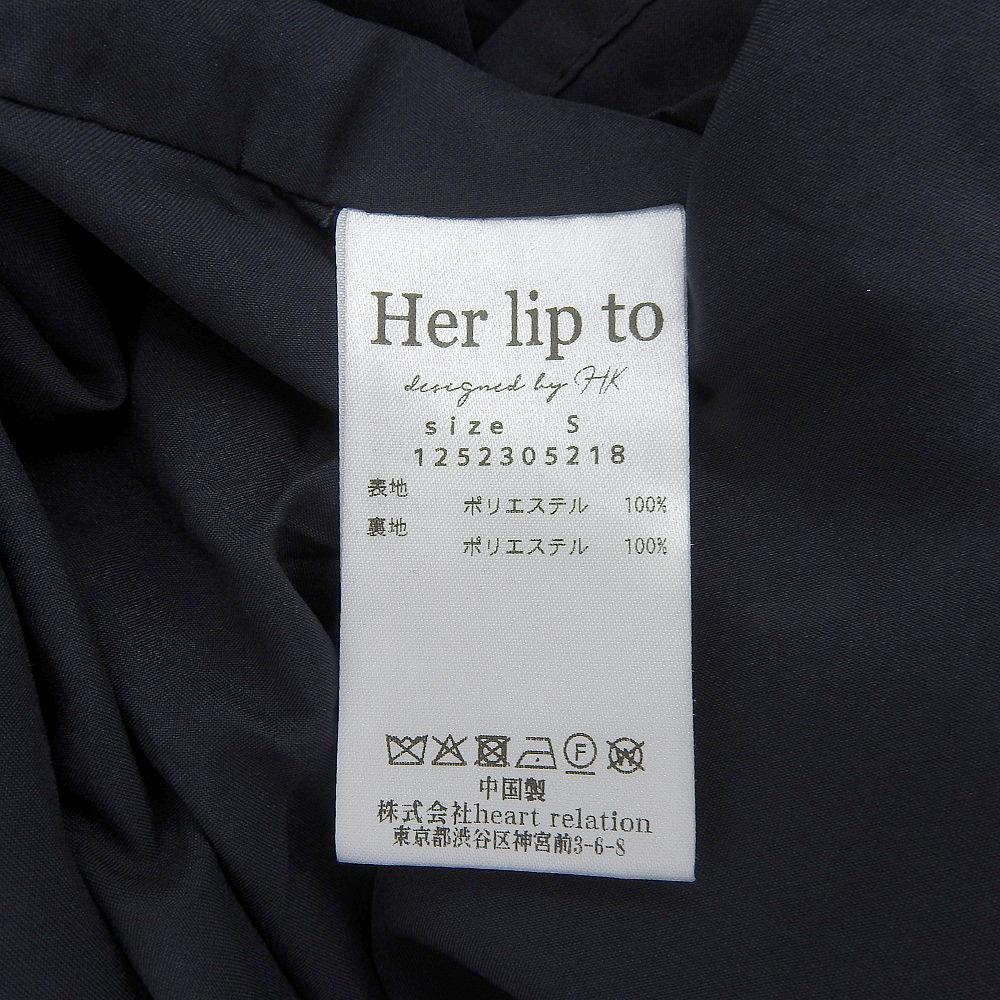 Her lip to
designed by HK
size S
1252305218
表地
ポリエステル 100%
裏地
ポリエステル 100%
F
W
中国製
株式会社heart relation
東京都渋谷区神宮前3-6-8